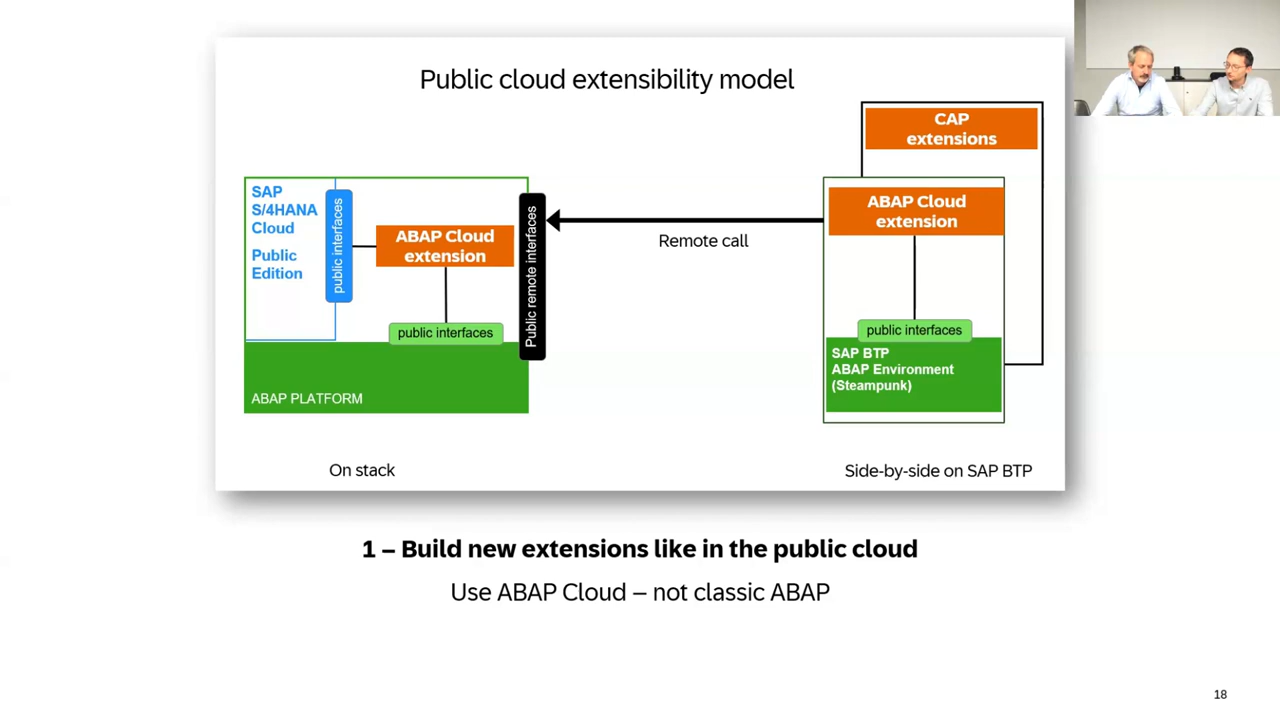 Public cloud extensibility model
CAP
extensions
SAP
S/4HANA
Cloud
Public
Edition
public interfaces
ABAP Cloud
extension
public interfaces
ABAP PLATFORM
Public remote interfaces
Remote call
ABAP Cloud
extension
public interfaces
SAP BTP
ABAP Environment
(Steampunk)
On stack
Side-by-side on SAP BTP
1 – Build new extensions like in the public cloud
Use ABAP Cloud – not classic ABAP
18